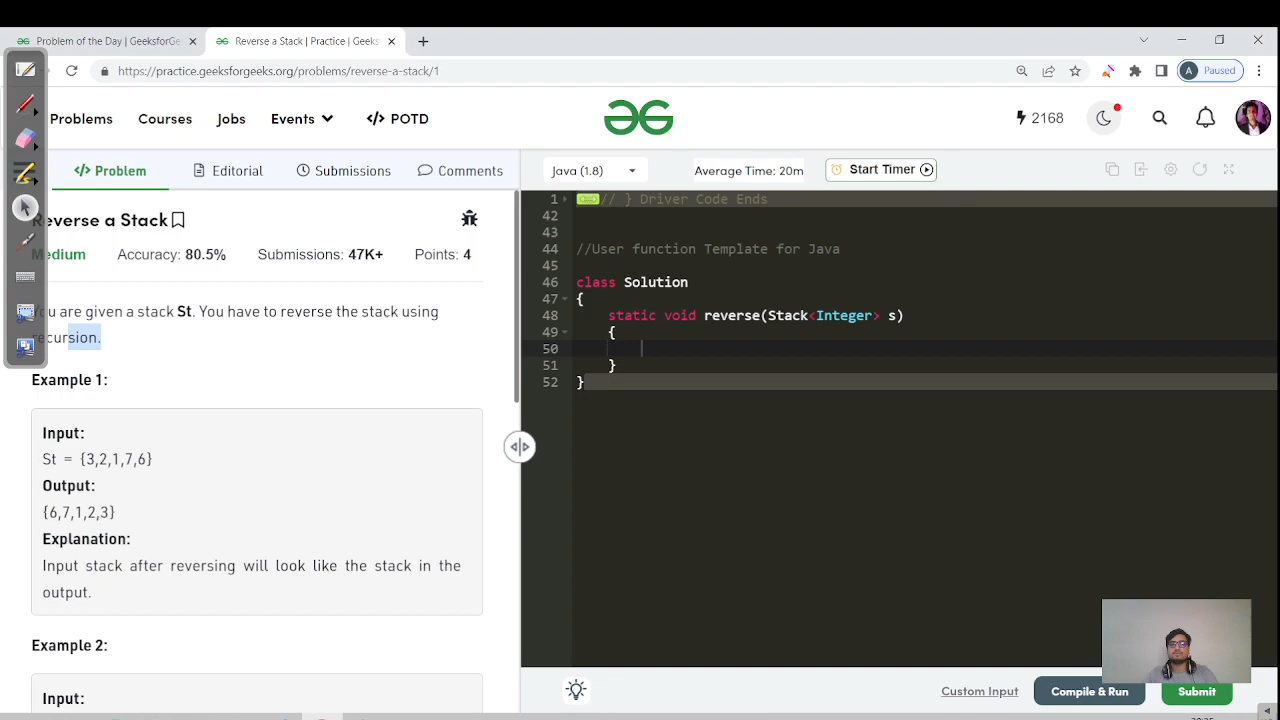 Problem of the Day | GeeksforGe
Reverse a Stack | Practice | Geeks
https://practice.geeksforgeeks.org/problems/reverse-a-stack/1
A Paused
Problems Courses Jobs Events </> POTD
2168
</> Problem Editorial Submissions Comments
Java (1.8) Average Time: 20m Start Timer
Reverse a Stack
Medium Accuracy: 80.5% Submissions: 47K+ Points: 4
You are given a stack St. You have to reverse the stack using
recursion.
Example 1:
Input:
St = {3,2,1,7,6}
Output:
{6,7,1,2,3}
Explanation:
Input stack after reversing will look like the stack in the
output.
Example 2:
Input:
1 // } Driver Code Ends
42
43
44 //User function Template for Java
45
46 class Solution
47 {
48 static void reverse(Stack<Integer> s)
49 {
50
51 }
52 }
Custom Input Compile & Run Submit